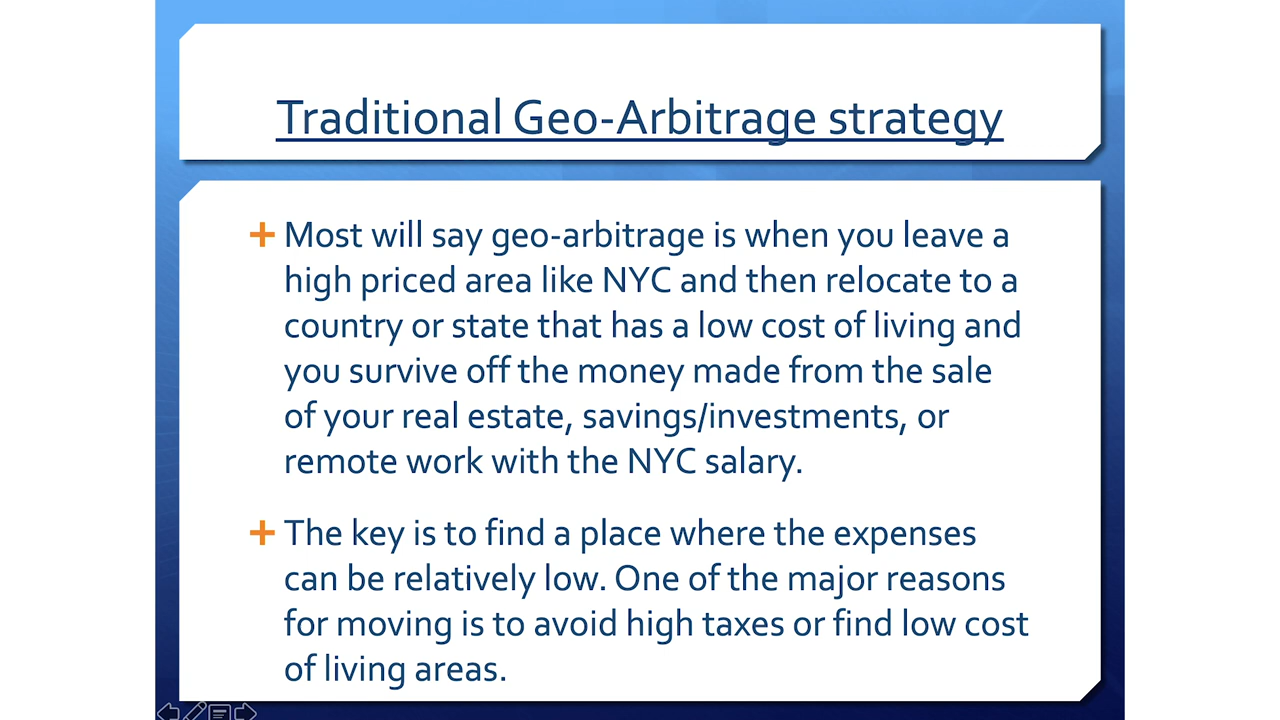 Traditional Geo-Arbitrage strategy
Most will say geo-arbitrage is when you leave a
high priced area like NYC and then relocate to a
country or state that has a low cost of living and
you survive off the money made from the sale
of your real estate, savings/investments, or
remote work with the NYC salary.
The key is to find a place where the expenses
can be relatively low. One of the major reasons
for moving is to avoid high taxes or find low cost
of living areas.